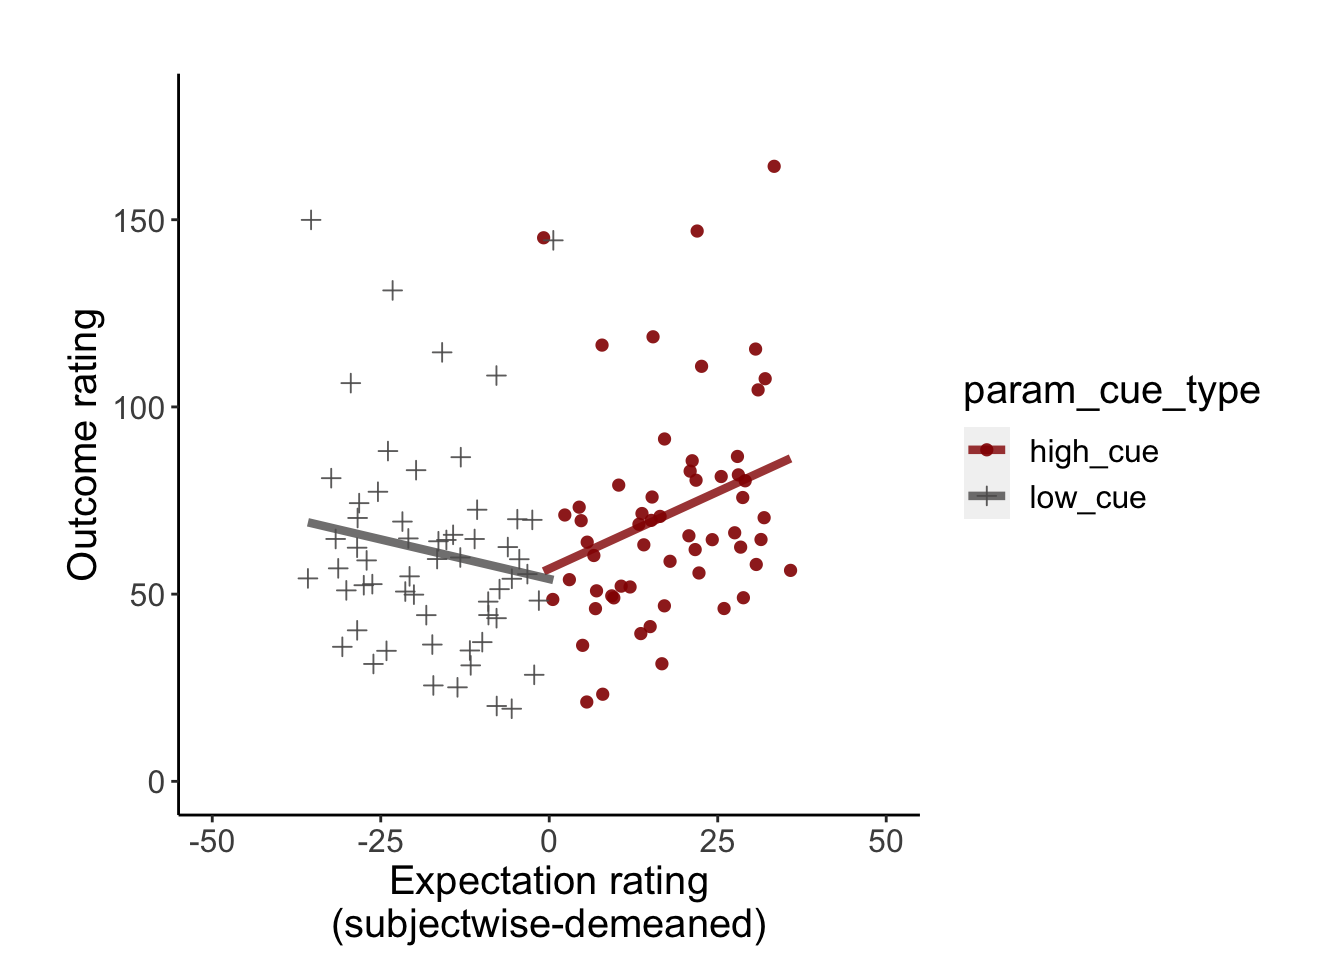 150
100
50
0
Outcome rating
-50
-25
0
25
50
Expectation rating
(subjectwise-demeaned)
param_cue_type
high_cue
low_cue